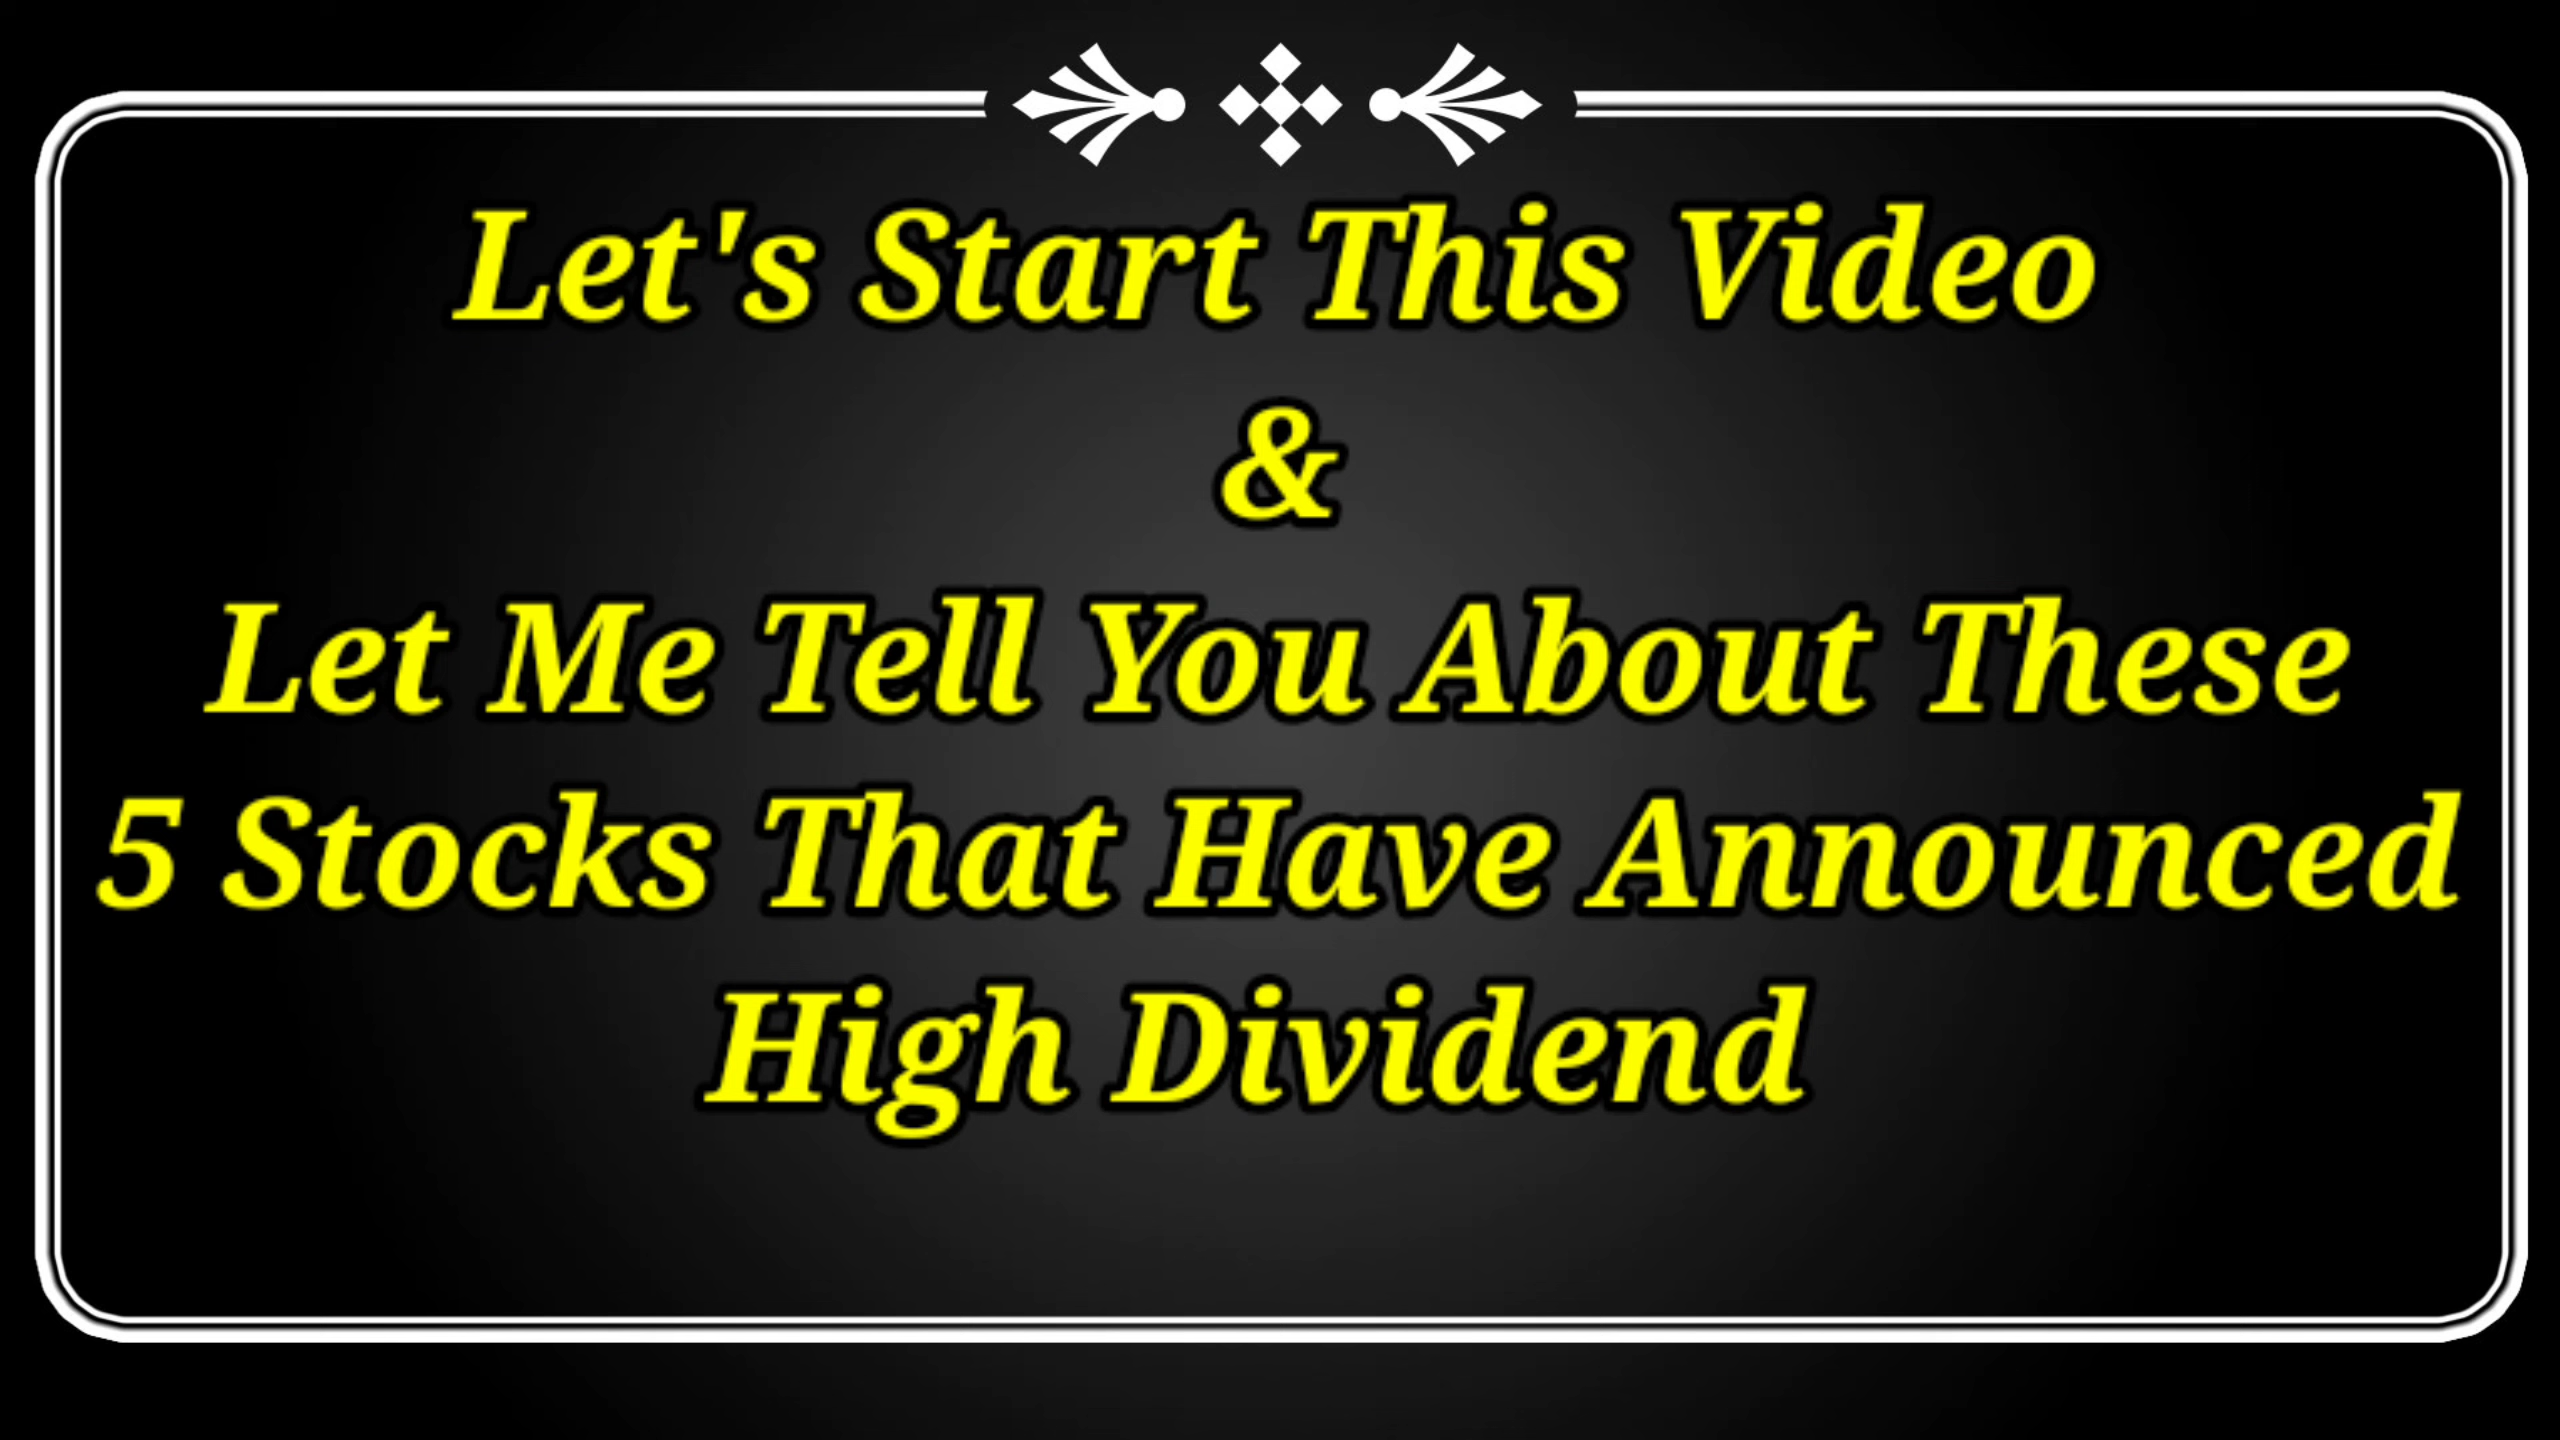 Let's Start This Video
&
Let Me Tell You About These
5 Stocks That Have Announced
High Dividend